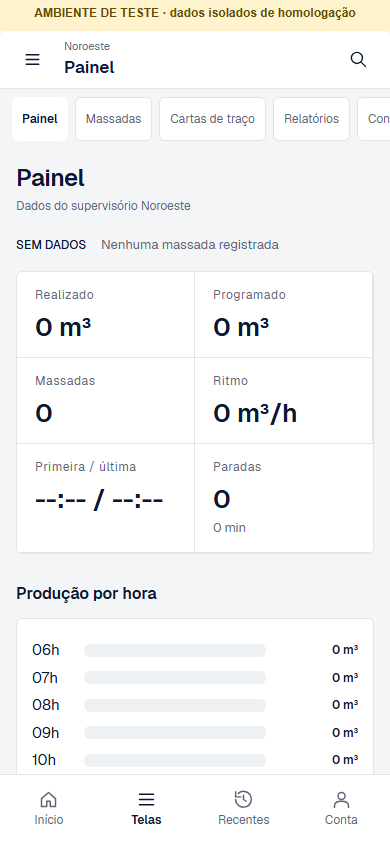 AMBIENTE DE TESTE · dados isolados de homologação
Noroeste
Painel
Painel
Massadas
Cartas de traço
Relatórios
Con
Painel
Dados do supervisório Noroeste
SEM DADOS Nenhuma massada registrada
Realizado
0 m³
Programado
0 m³
Massadas
0
Ritmo
0 m³/h
Primeira / última
--:-- / --:--
Paradas
0
0 min
Produção por hora
06h 0 m³
07h 0 m³
08h 0 m³
09h 0 m³
10h 0 m³
Início
Telas
Recentes
Conta